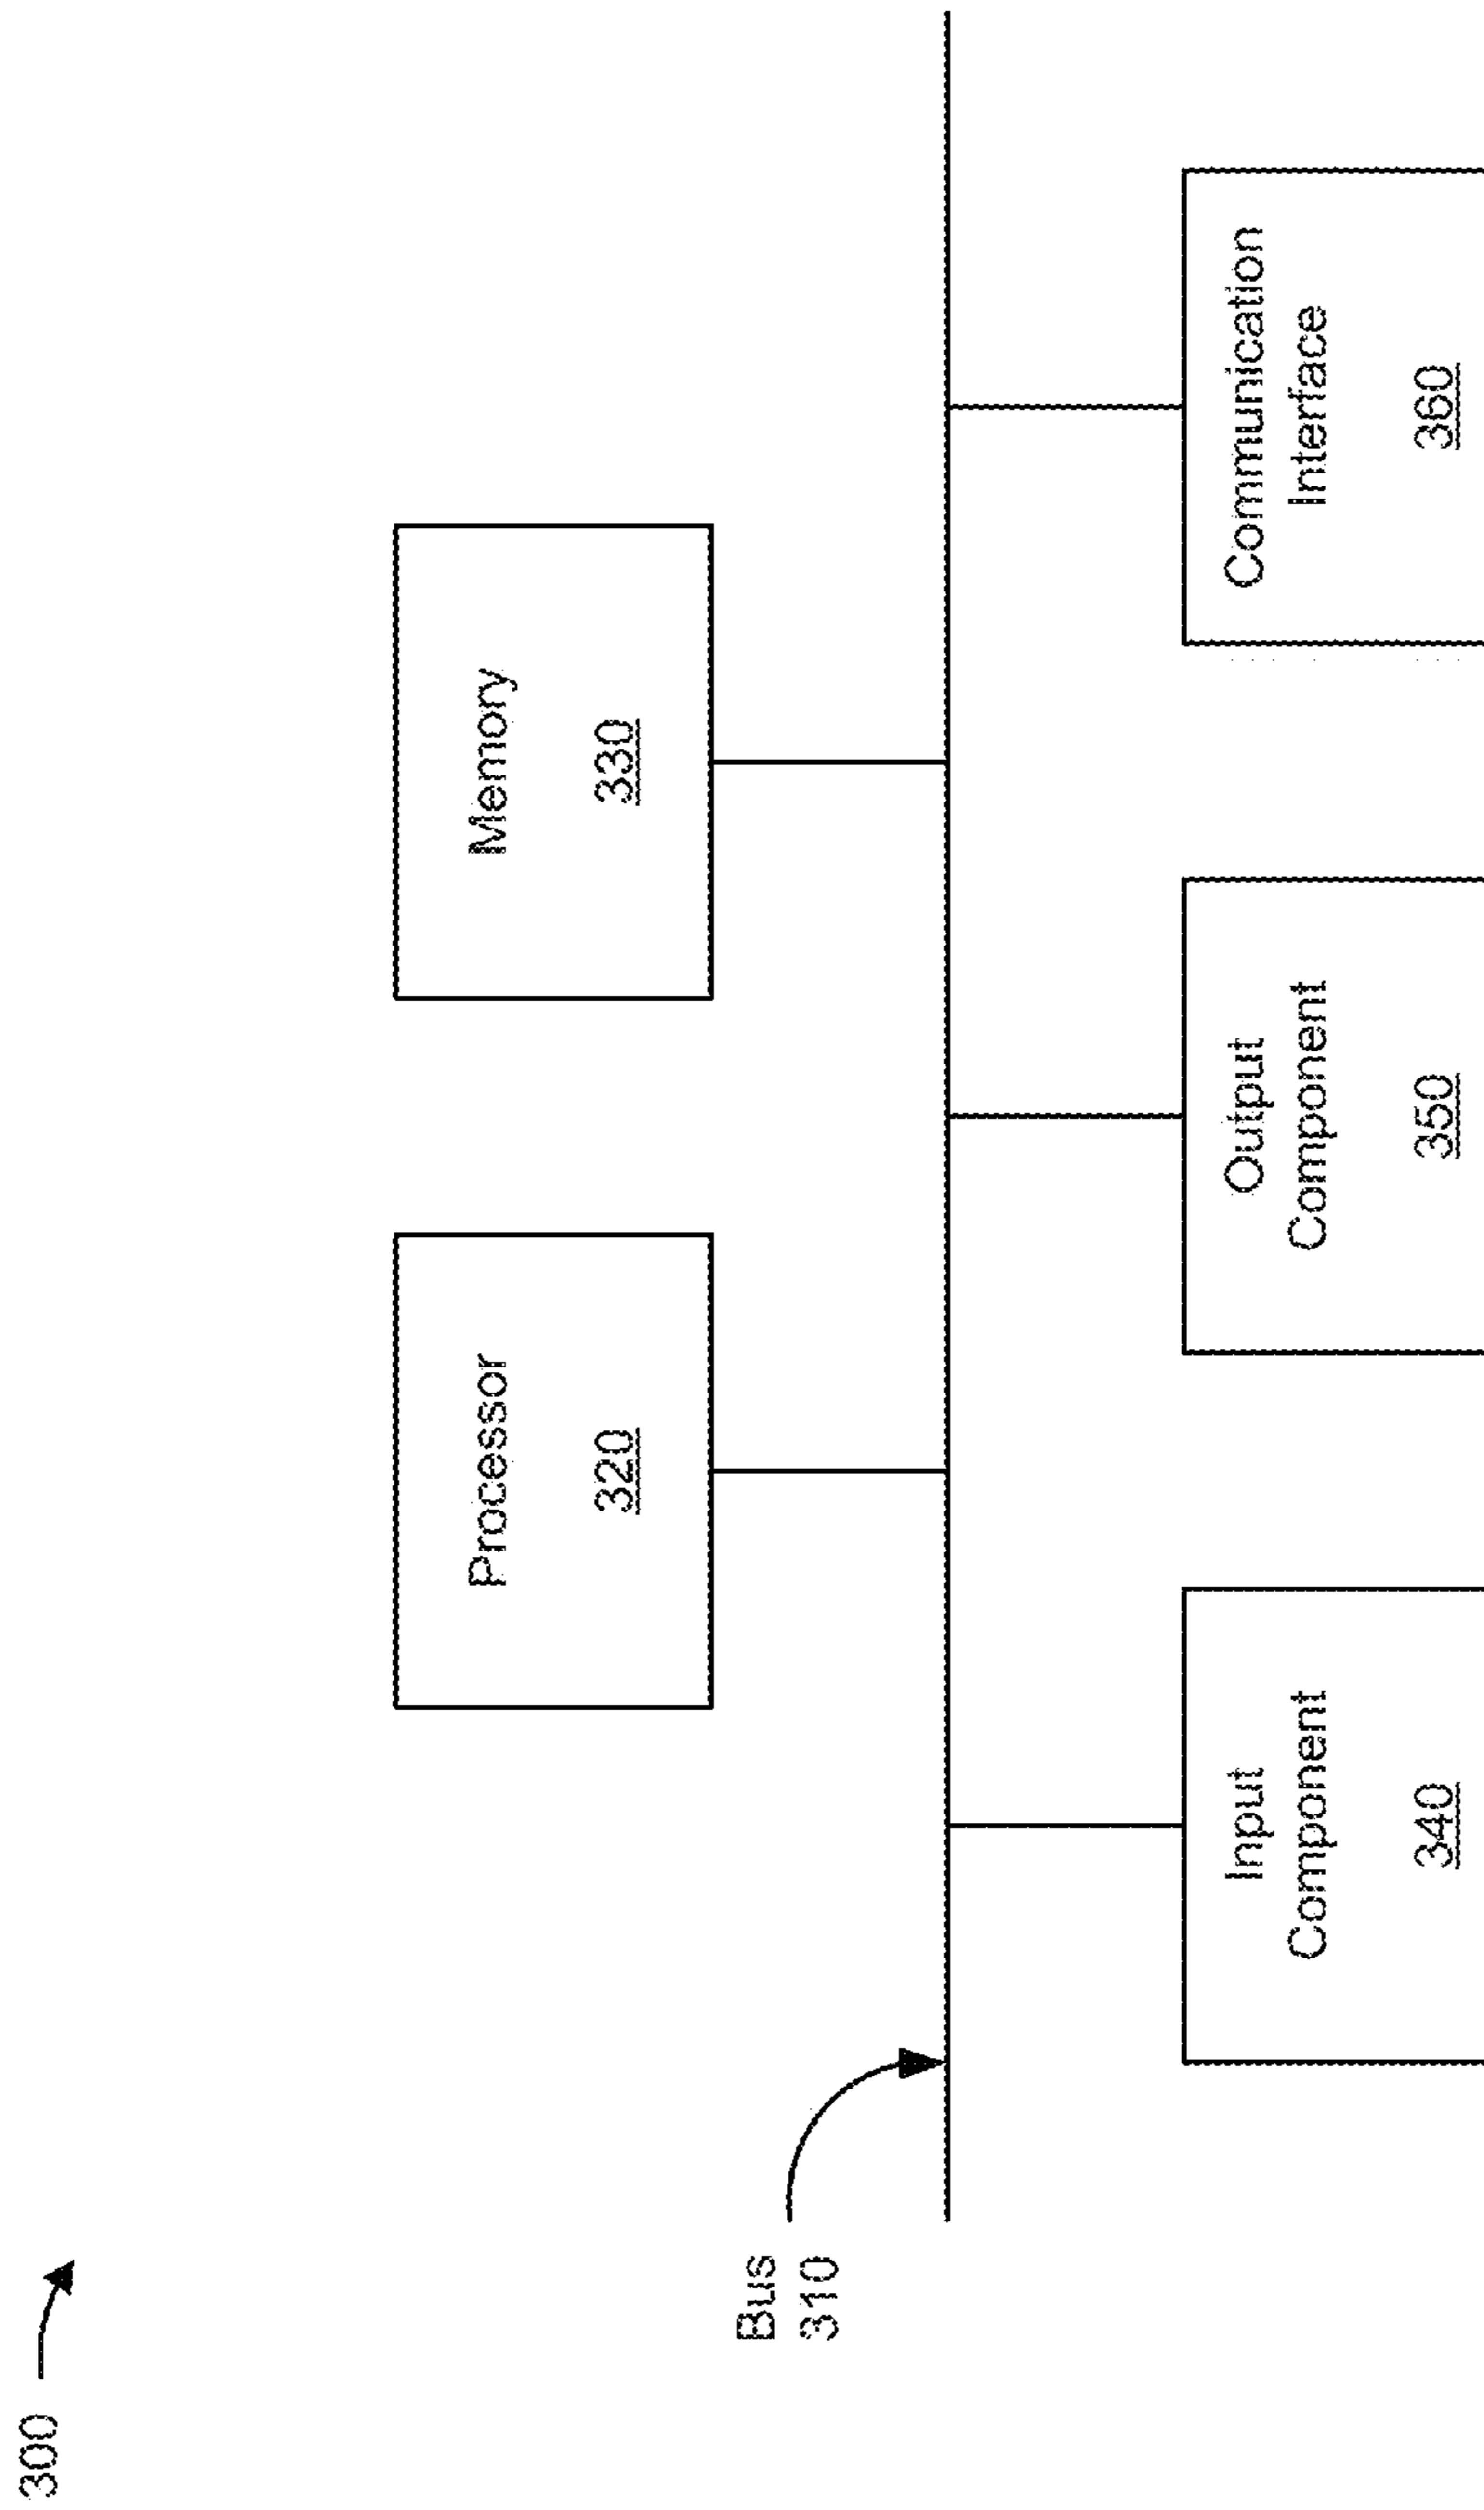 300
Processor
320
Memory
330
Bus
310
Input
Component
340
Output
Component
350
Communication
Interface
360